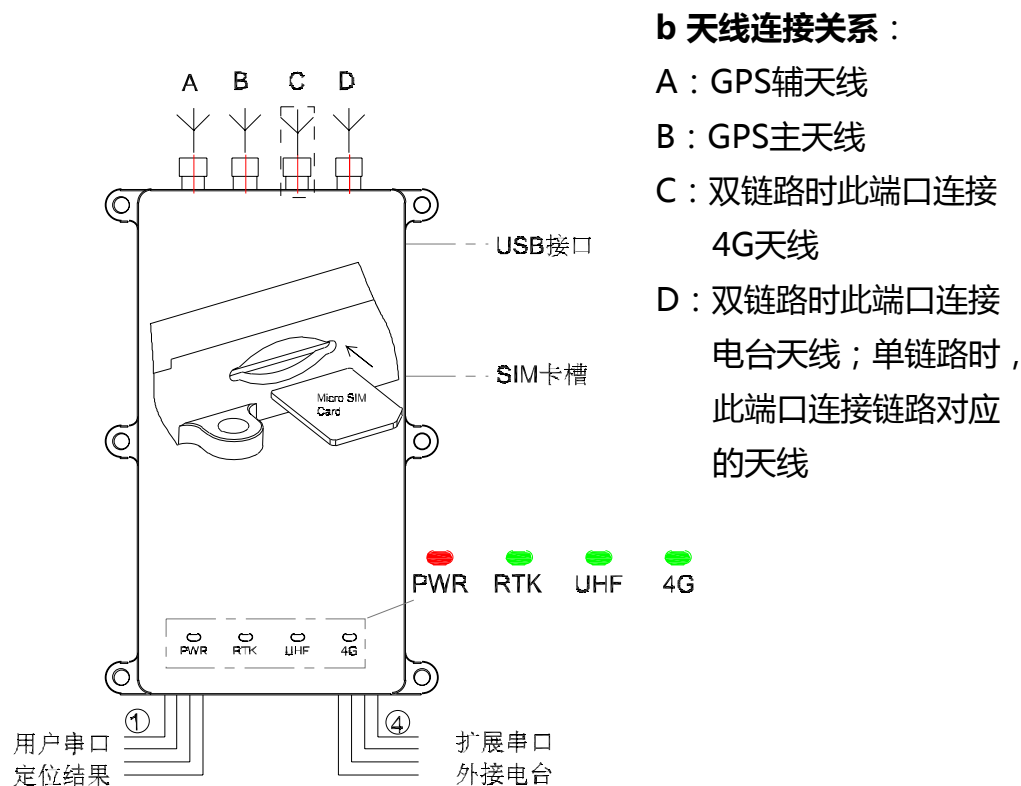 b 天线连接关系：
A：GPS辅天线
B：GPS主天线
C：双链路时此端口连接
4G天线
D：双链路时此端口连接
电台天线；单链路时，
此端口连接链路对应
的天线
A B C D
USB接口
SIM卡槽
Micro SIM
Card
PWR RTK UHF 4G
PWR RTK UHF 4G
① ④
用户串口
定位结果
扩展串口
外接电台